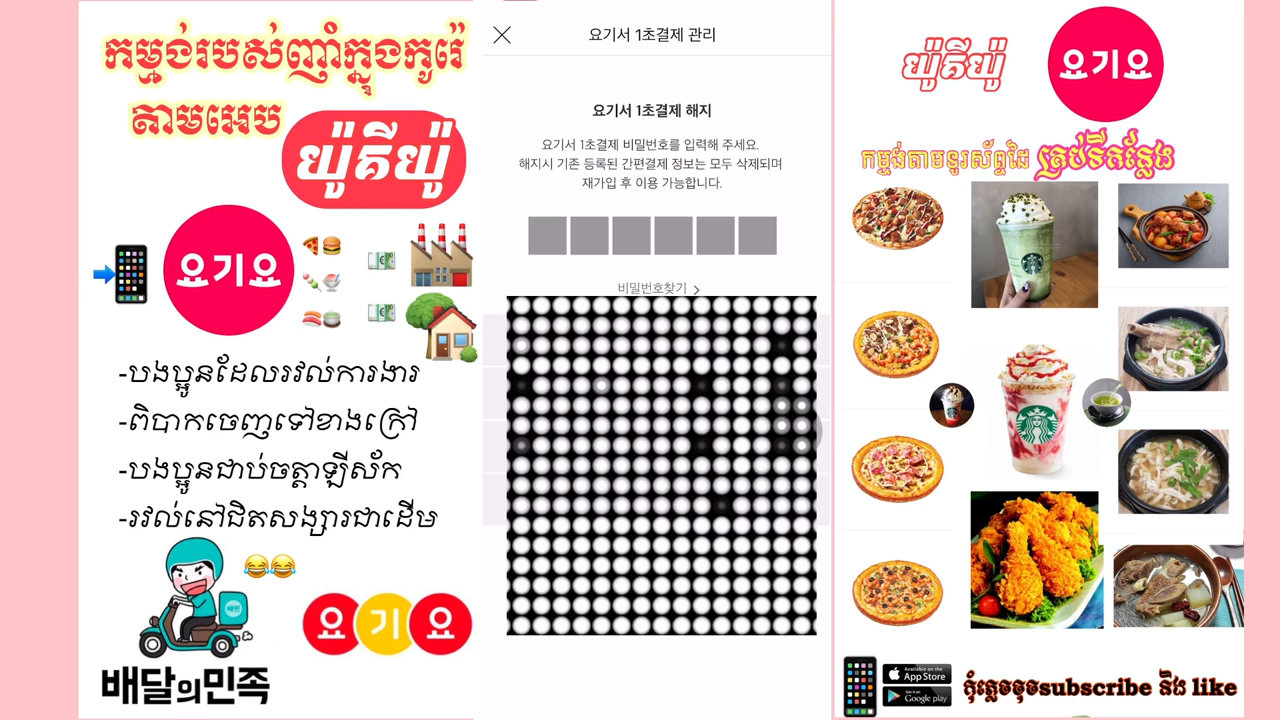 កម្មង់របស់ញ៉ាំក្នុងកូរ៉េ
តាមអេប
យ៉ូគីយ៉ូ
요기요
-បងប្អូនដែលរវល់ការងារ
-ពិបាកចេញទៅខាងក្រៅ
-បងប្អូនជាប់ចត្តាឡីស័ក
-រវល់នៅជិតសង្សារជាដើម
배민
배달의민족
요기요
요기서 1초결제 관리
요기서 1초결제 해지
요기서 1초결제 비밀번호를 입력해 주세요.
해지시 기존 등록된 간편결제 정보는 모두 삭제되며
재가입 후 이용 가능합니다.
비밀번호찾기
យ៉ូគីយ៉ូ
요기요
កម្មង់តាមទូរស័ព្ទដៃ គ្រប់ទីកន្លែង
Available on the
App Store
Get it on
Google play
កុំភ្លេចមុចsubscribe និង like